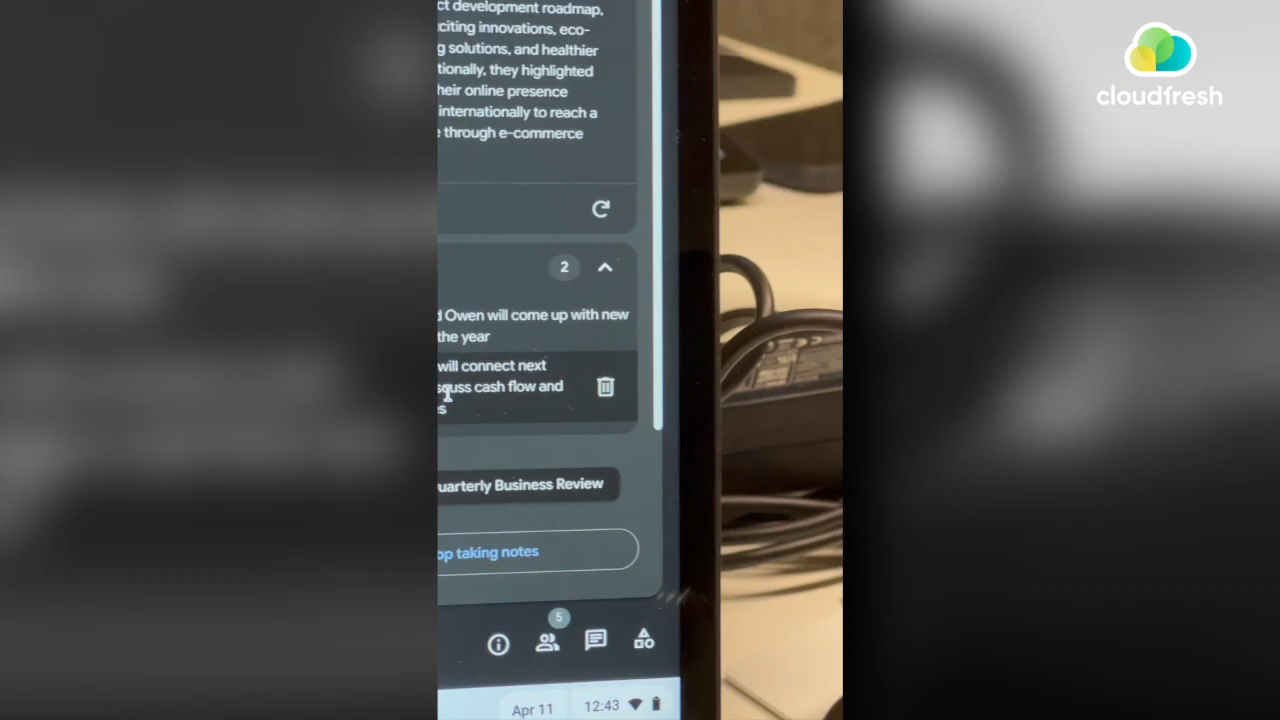 ct development roadmap,
citing innovations, eco-
g solutions, and healthier
tionally, they highlighted
heir online presence
internationally to reach a
through e-commerce
2
Owen will come up with new
the year
will connect next
scuss cash flow and
s
uarterly Business Review
op taking notes
5
Apr 11
12:43
cloudfresh